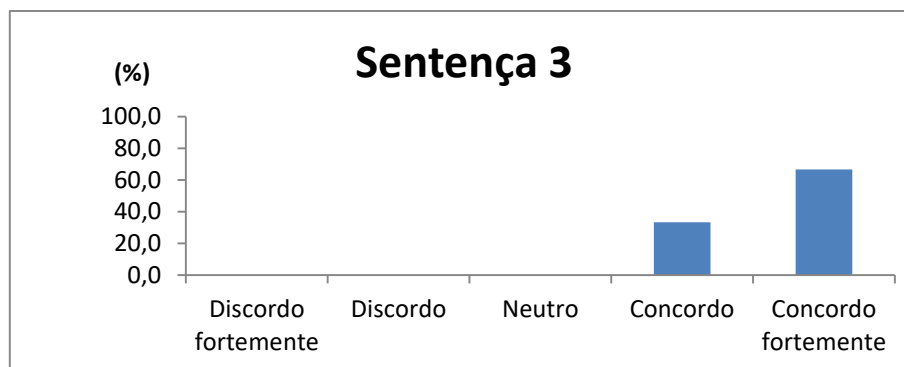 Sentença 3
(%)
100,0
80,0
60,0
40,0
20,0
0,0
Discordo fortemente
Discordo
Neutro
Concordo
Concordo fortemente